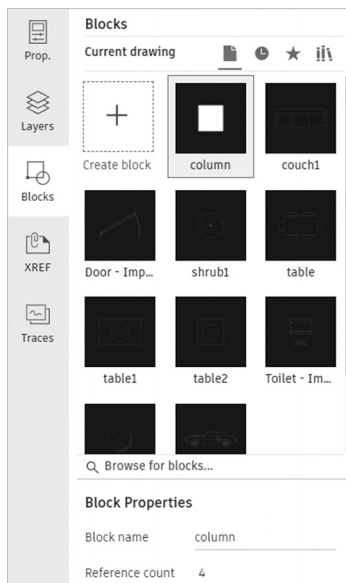 Blocks
Prop.
Current drawing
Layers
Create block
column
couch1
Blocks
Door - Imp...
shrub1
table
XREF
Traces
table1
table2
Toilet - Im...
Browse for blocks...
Block Properties
Block name
column
Reference count
4